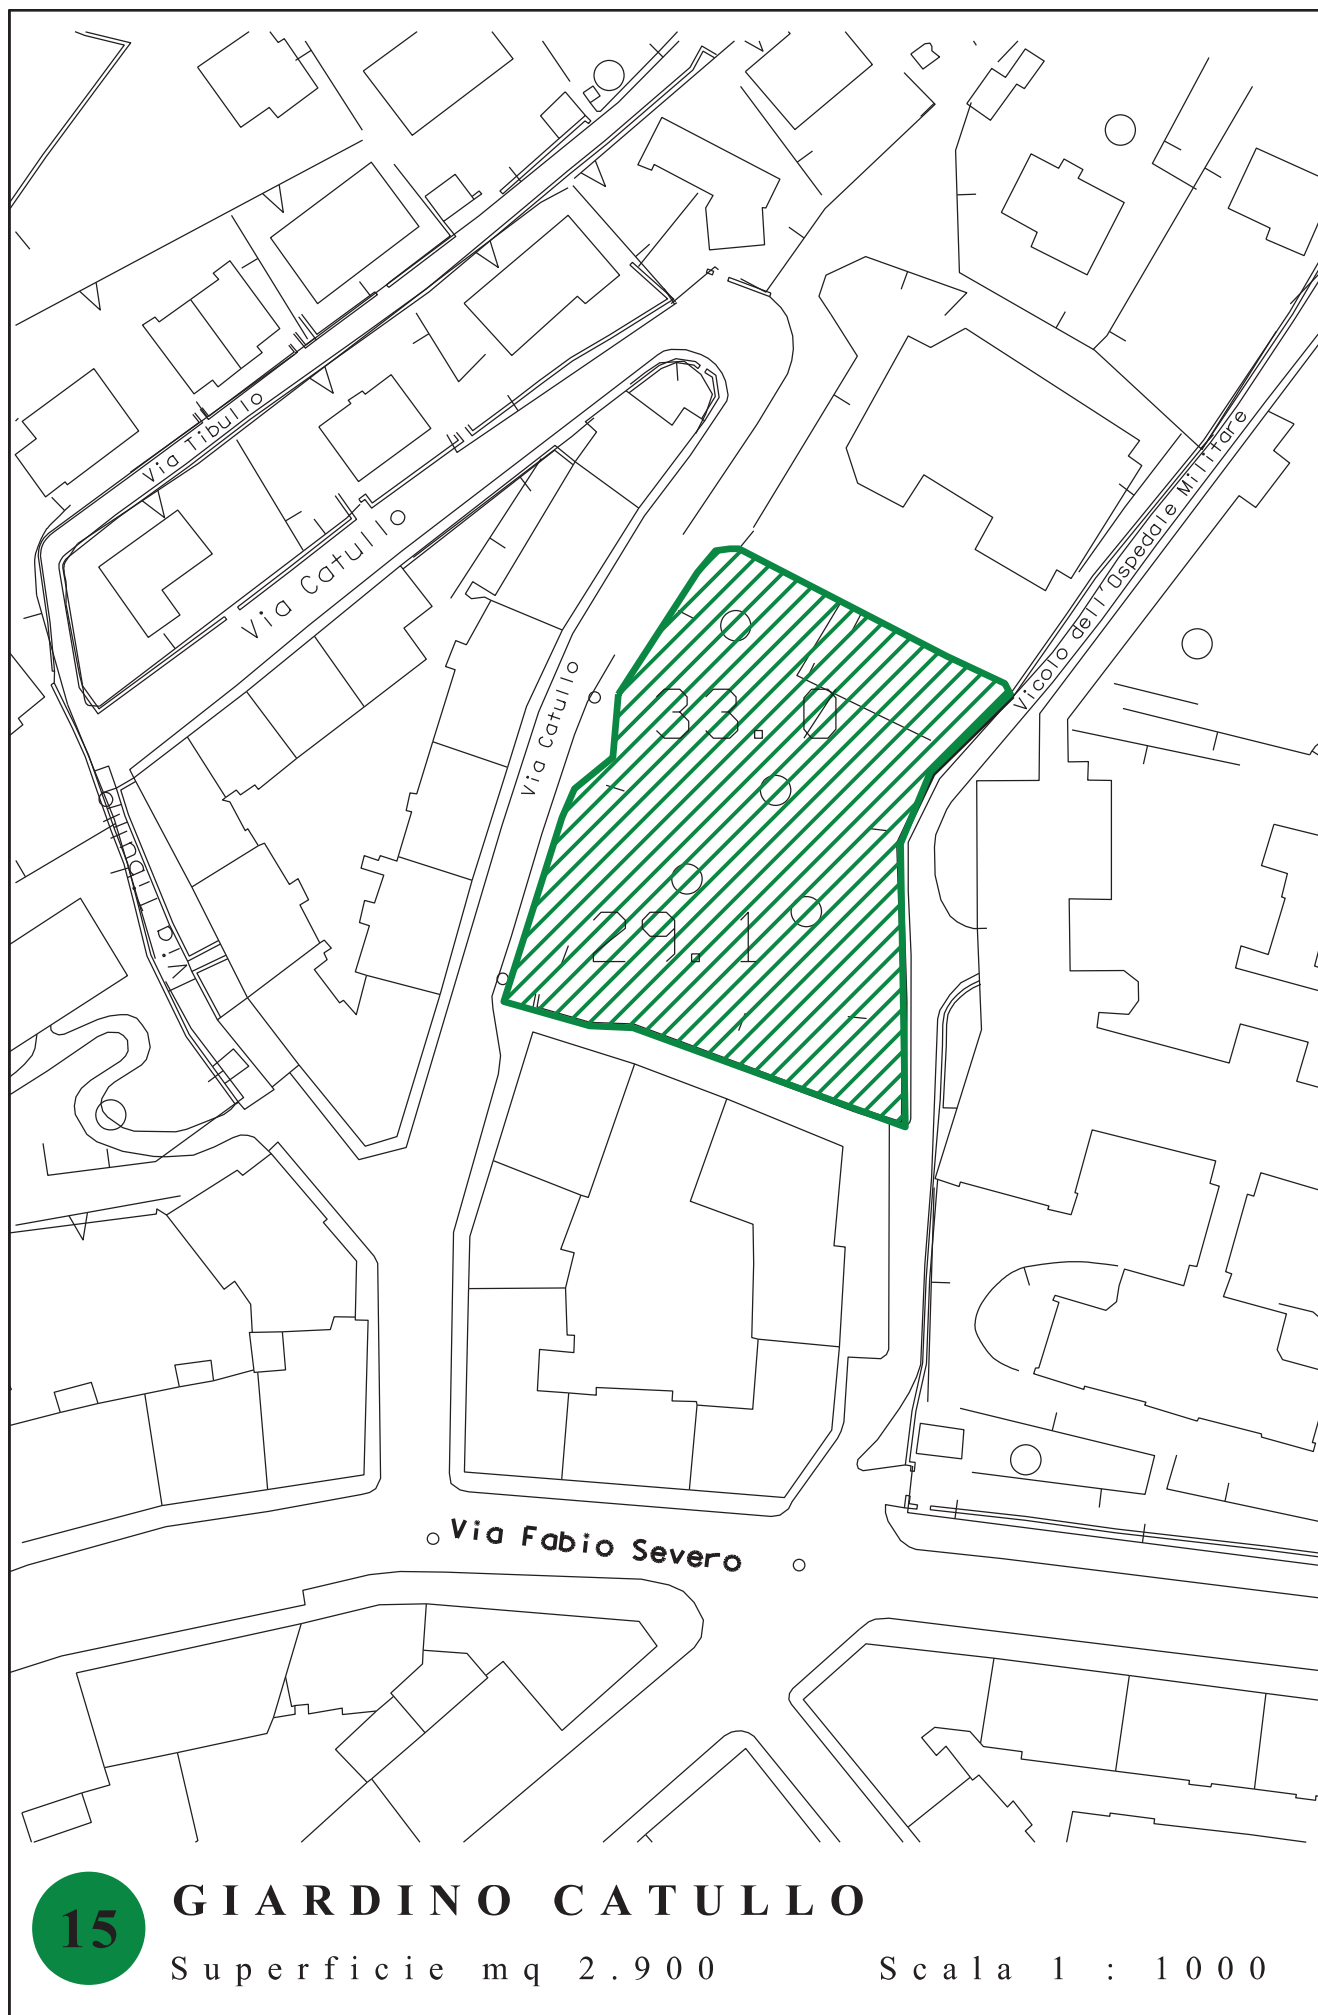 Via Tibullo
Via Catullo
Vicolo dell'Ospedale Militare
Via Catullo
33.0
29.1
Via Fabio Severo
15
GIARDINO CATULLO
Superficie mq 2.900
Scala 1 : 1000